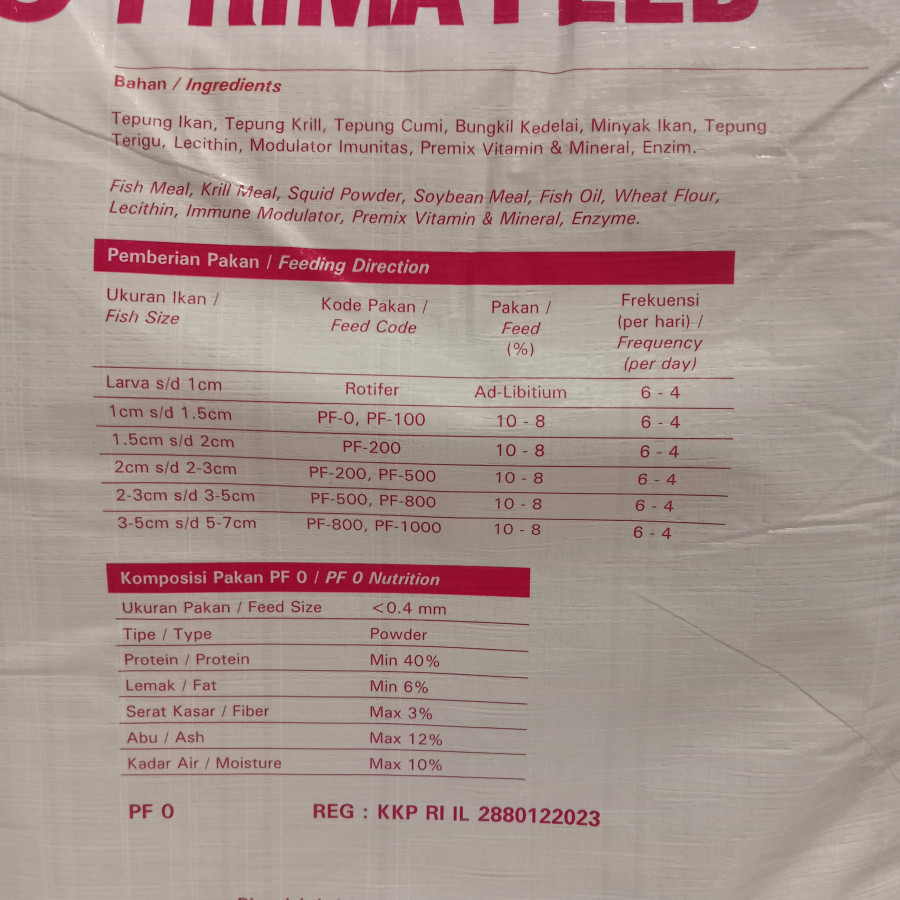 PRIMA FEED
Bahan / Ingredients
Tepung Ikan, Tepung Krill, Tepung Cumi, Bungkil Kedelai, Minyak Ikan, Tepung
Terigu, Lecithin, Modulator Imunitas, Premix Vitamin & Mineral, Enzim.
Fish Meal, Krill Meal, Squid Powder, Soybean Meal, Fish Oil, Wheat Flour,
Lecithin, Immune Modulator, Premix Vitamin & Mineral, Enzyme.
Pemberian Pakan / Feeding Direction
Ukuran Ikan / Fish Size Kode Pakan / Feed Code Pakan / Feed (%) Frekuensi (per hari) / Frequency (per day)
Larva s/d 1cm Rotifer Ad-Libitium 6 - 4
1cm s/d 1.5cm PF-0, PF-100 10 - 8 6 - 4
1.5cm s/d 2cm PF-200 10 - 8 6 - 4
2cm s/d 2-3cm PF-200, PF-500 10 - 8 6 - 4
2-3cm s/d 3-5cm PF-500, PF-800 10 - 8 6 - 4
3-5cm s/d 5-7cm PF-800, PF-1000 10 - 8 6 - 4
Komposisi Pakan PF 0 / PF 0 Nutrition
Ukuran Pakan / Feed Size <0.4 mm
Tipe / Type Powder
Protein / Protein Min 40%
Lemak / Fat Min 6%
Serat Kasar / Fiber Max 3%
Abu / Ash Max 12%
Kadar Air / Moisture Max 10%
PF 0 REG : KKP RI IL 2880122023